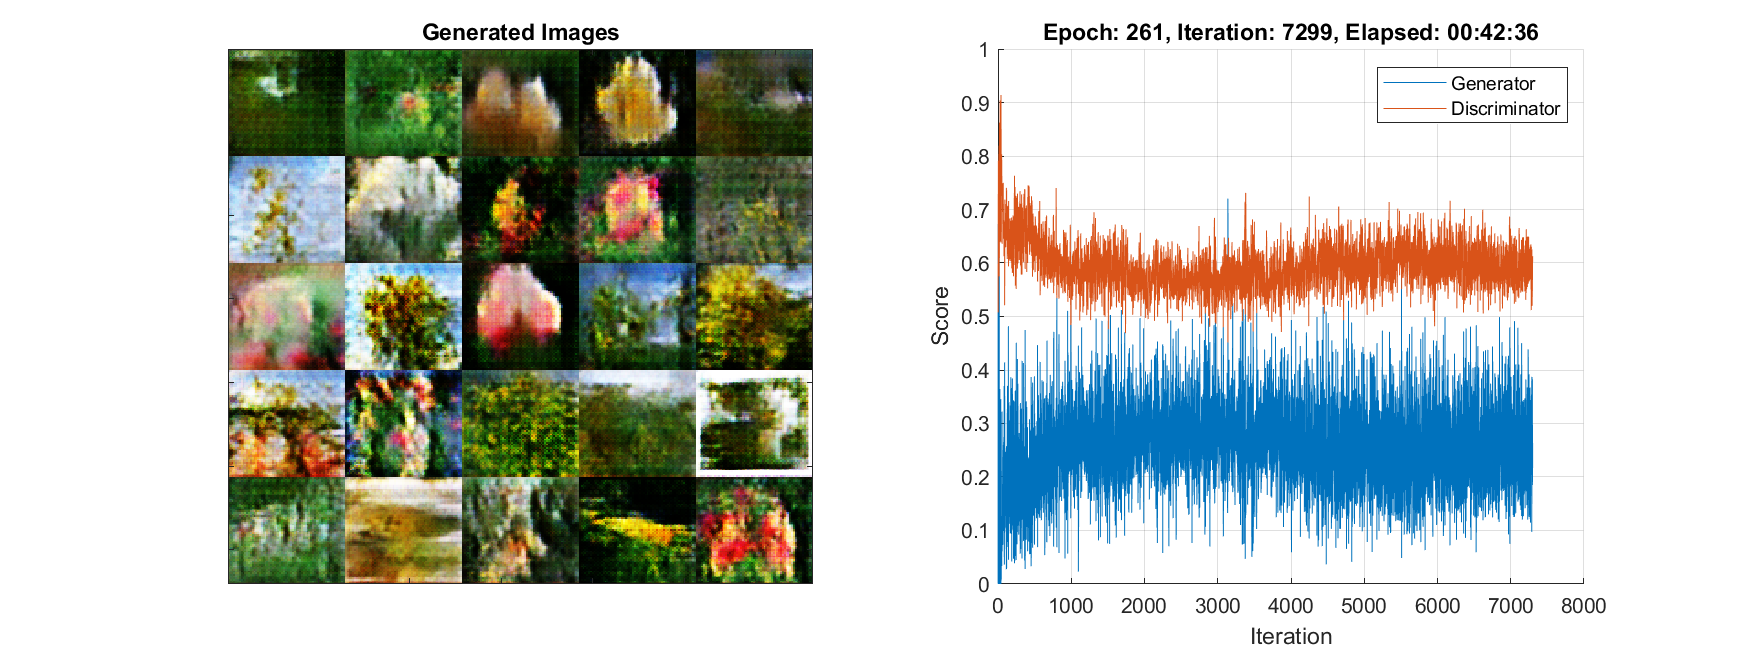 Generated Images
Epoch: 261, Iteration: 7299, Elapsed: 00:42:36
1
0.9
0.8
0.7
0.6
0.5
0.4
0.3
0.2
0.1
0
Score
Generator
Discriminator
0 1000 2000 3000 4000 5000 6000 7000 8000
Iteration